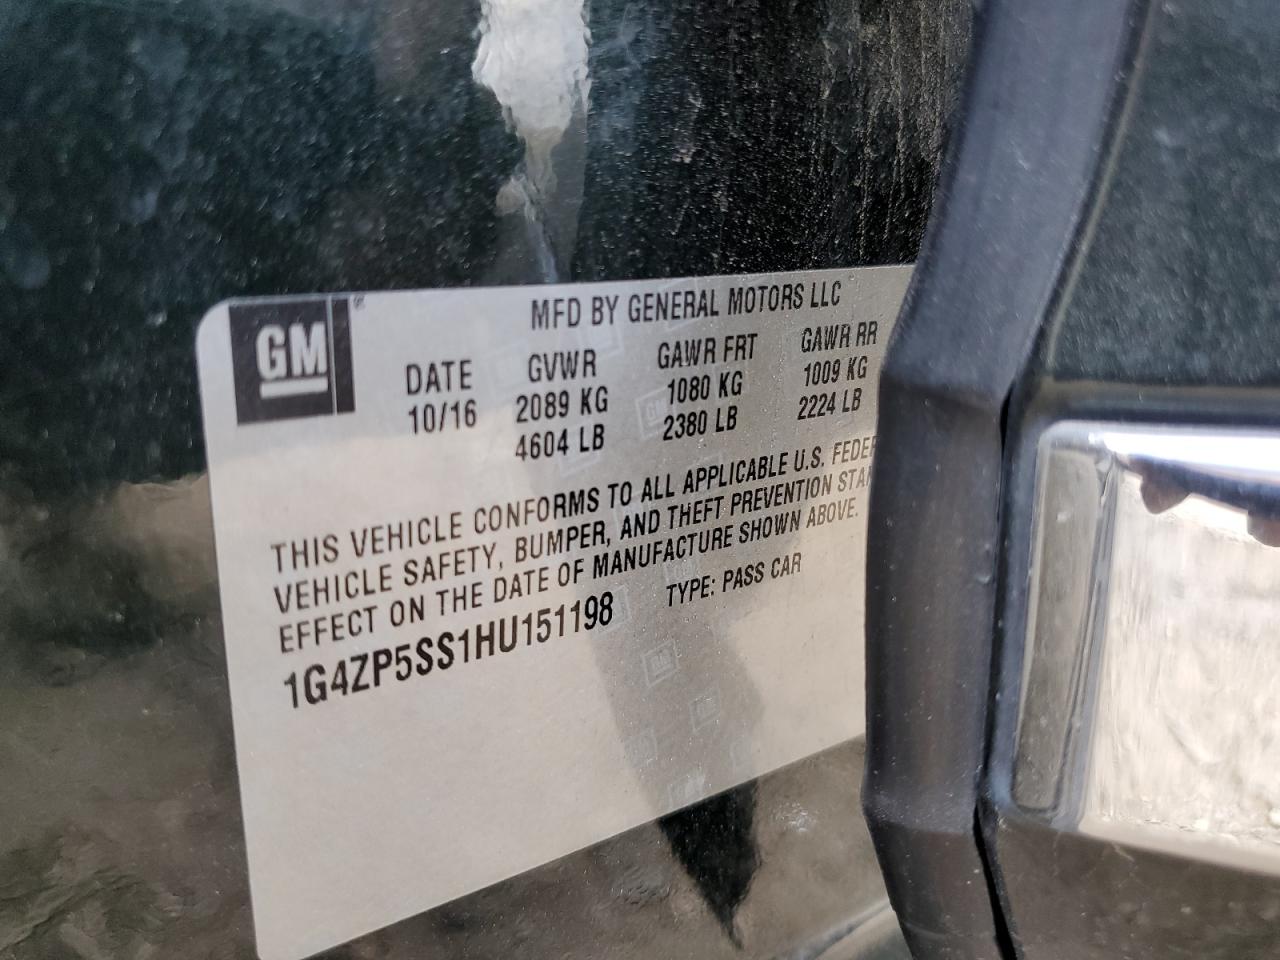 GM
MFD BY GENERAL MOTORS LLC
DATE GVWR GAWR FRT GAWR RR
10/16 2089 KG 1080 KG 1009 KG
4604 LB 2380 LB 2224 LB
THIS VEHICLE CONFORMS TO ALL APPLICABLE U.S.
VEHICLE SAFETY, BUMPER, AND THEFT PREVENTION
EFFECT ON THE DATE OF MANUFACTURE SHOWN ABOVE.
1G4ZP5SS1HU151198 TYPE: PASS CAR